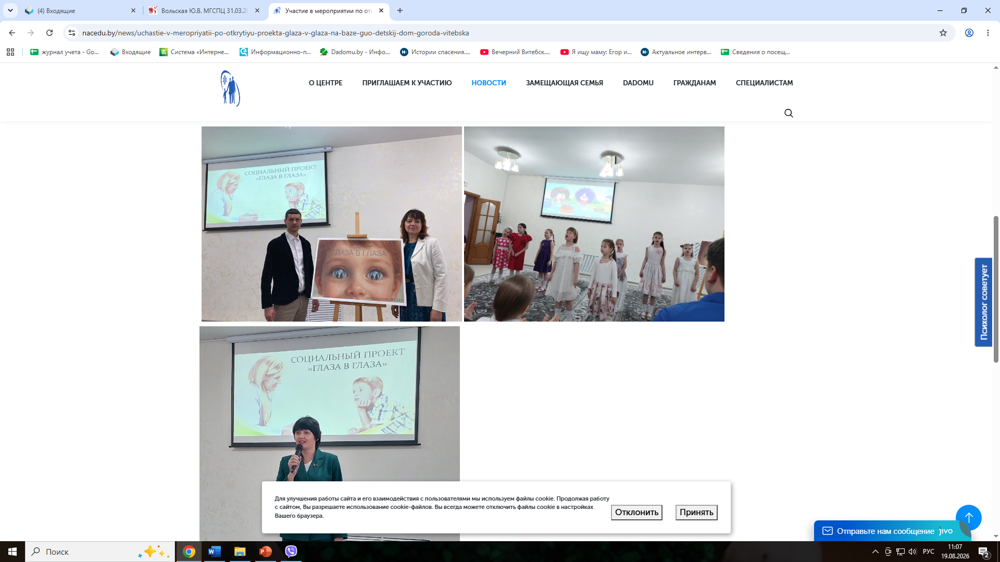 (4) Входящие
Вольская Ю.В. МГСПЦ 31.03.20
Участие в мероприятии по от
nacedu.by/news/uchastie-v-meropriyatii-po-otkrytiyu-proekta-glaza-v-glaza-na-baze-guo-detskij-dom-goroda-vitebska
журнал учета - Go...
Входящие
Система «Интерне...
Информационно-п...
Dadomu.by - Инфо...
Истории спасения....
Вечерний Витебск....
Я ищу маму: Егор и...
Актуальное интерв...
Сведения о посещ...
О ЦЕНТРЕ
ПРИГЛАШАЕМ К УЧАСТИЮ
НОВОСТИ
ЗАМЕЩАЮЩАЯ СЕМЬЯ
DADOMU
ГРАЖДАНАМ
СПЕЦИАЛИСТАМ
СОЦИАЛЬНЫЙ ПРОЕКТ
«ГЛАЗА В ГЛАЗА»
ГЛАЗА В ГЛАЗА
СОЦИАЛЬНЫЙ ПРОЕКТ
СОЦИАЛЬНЫЙ ПРОЕКТ
«ГЛАЗА В ГЛАЗА»
Психолог советует
Для улучшения работы сайта и его взаимодействия с пользователями мы используем файлы cookie. Продолжая работу
с сайтом, Вы разрешаете использование cookie-файлов. Вы всегда можете отключить файлы cookie в настройках
Вашего браузера.
Отклонить
Принять
Отправьте нам сообщение
jivo
Поиск
РУС
11:07
19.08.2026
2